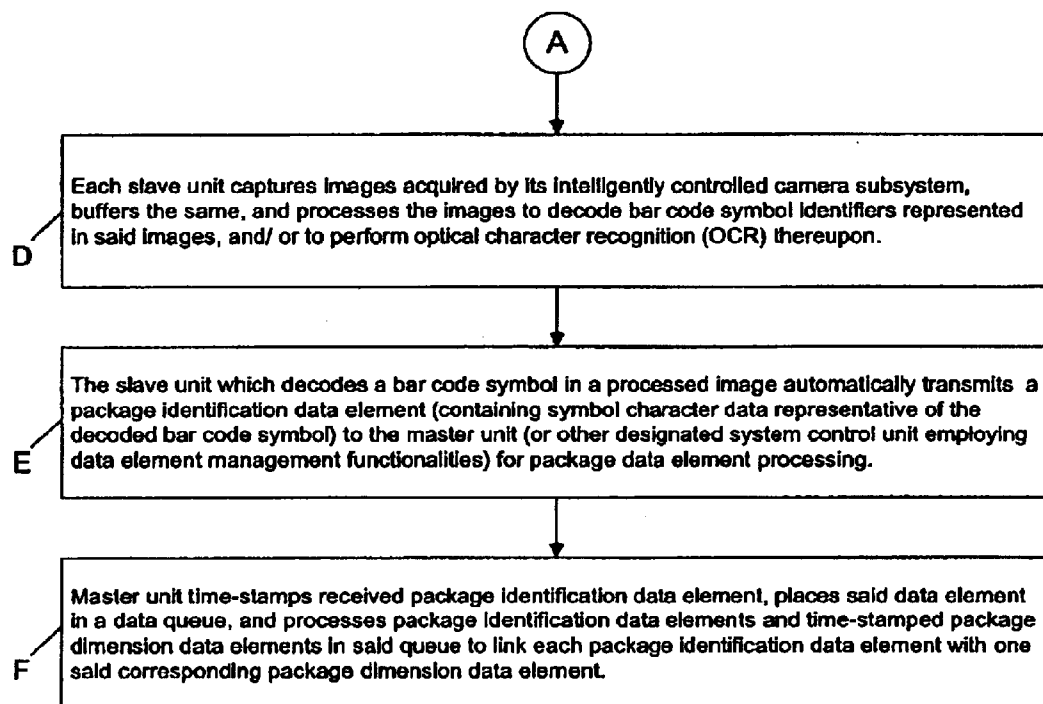 A
Each slave unit captures images acquired by its intelligently controlled camera subsystem,
buffers the same, and processes the images to decode bar code symbol identifiers represented
in said images, and/ or to perform optical character recognition (OCR) thereupon.
D
The slave unit which decodes a bar code symbol in a processed image automatically transmits a
package identification data element (containing symbol character data representative of the
decoded bar code symbol) to the master unit (or other designated system control unit employing
data element management functionalities) for package data element processing.
E
Master unit time-stamps received package identification data element, places said data element
in a data queue, and processes package identification data elements and time-stamped package
dimension data elements in said queue to link each package identification data element with one
said corresponding package dimension data element.
F